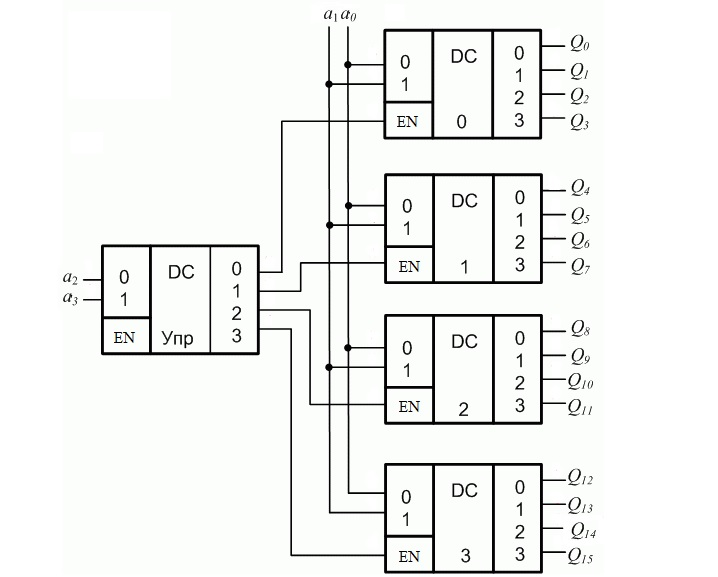 a₁ a₀
0 DC 0 Q₀
1 1 Q₁
2 Q₂
EN 0 3 Q₃
0 DC 0 Q₄
1 1 Q₅
2 Q₆
EN 1 3 Q₇
a₂ 0 DC 0
a₃ 1 1
2
EN Упр 3
0 DC 0 Q₈
1 1 Q₉
2 Q₁₀
EN 2 3 Q₁₁
0 DC 0 Q₁₂
1 1 Q₁₃
2 Q₁₄
EN 3 3 Q₁₅